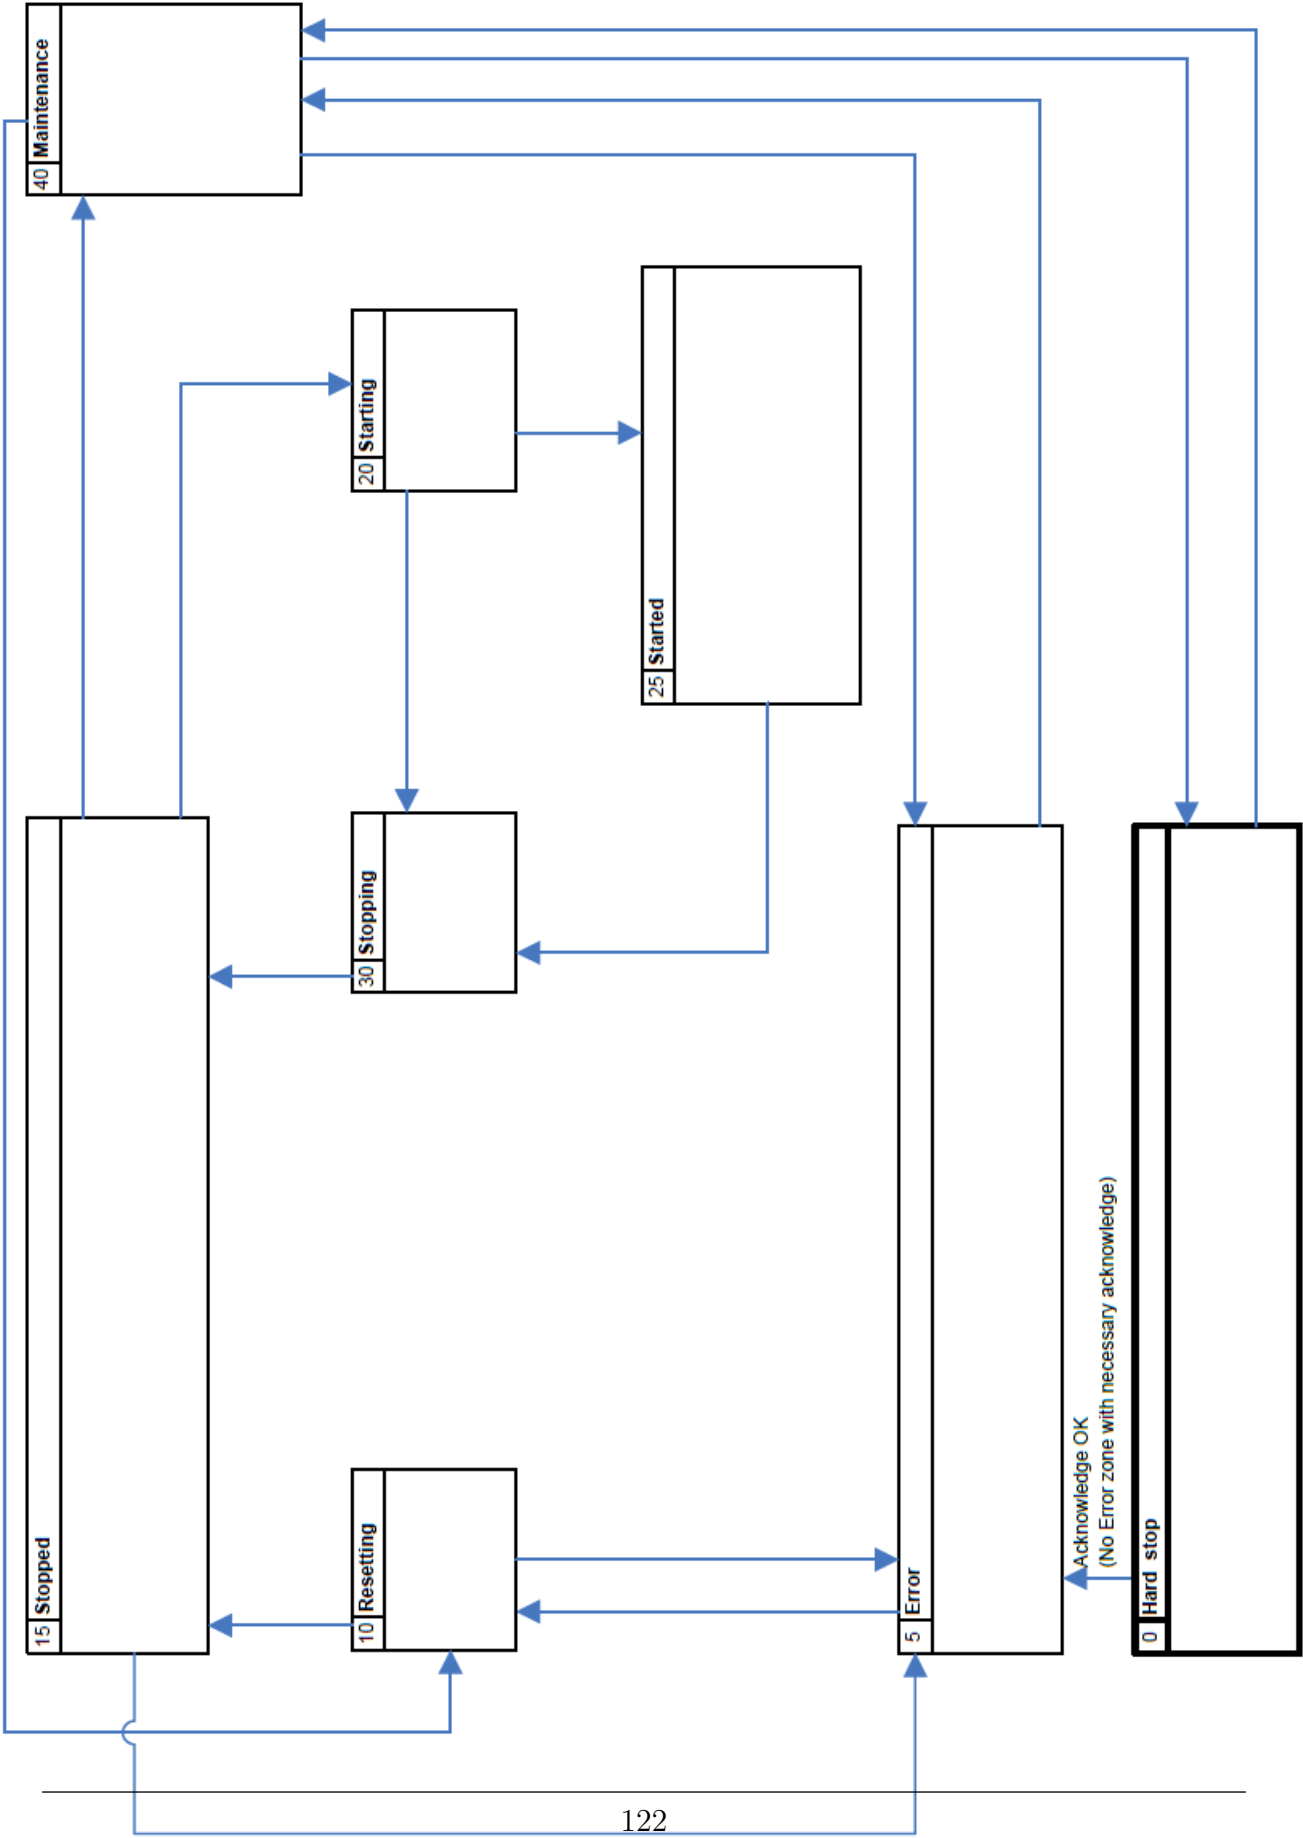 15 Stopped
40 Maintenance
10 Resetting
30 Stopping
20 Starting
25 Started
5 Error
Acknowledge OK
(No Error zone with necessary acknowledge)
0 Hard stop
122